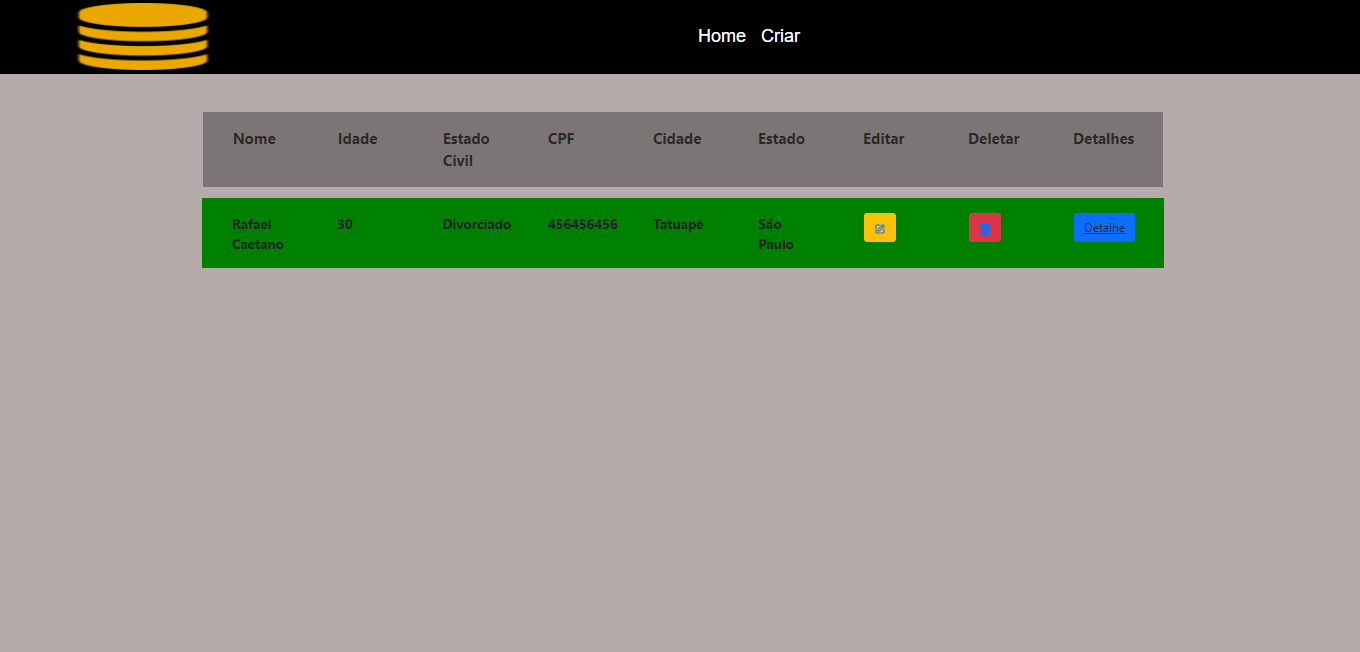 Home Criar
Nome Idade Estado Civil CPF Cidade Estado Editar Deletar Detalhes
Rafael Caetano 30 Divorciado 456456456 Tatuapé São Paulo Detalhe